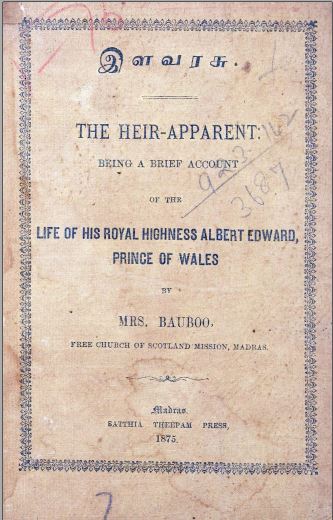 இளவரசு.
THE HEIR-APPARENT:
BEING A BRIEF ACCOUNT
OF THE
LIFE OF HIS ROYAL HIGHNESS ALBERT EDWARD,
PRINCE OF WALES
BY
MRS. BAUBOO,
FREE CHURCH OF SCOTLAND MISSION, MADRAS.
Madras
SATTHIA THEEPAM PRESS,
1875.
3687